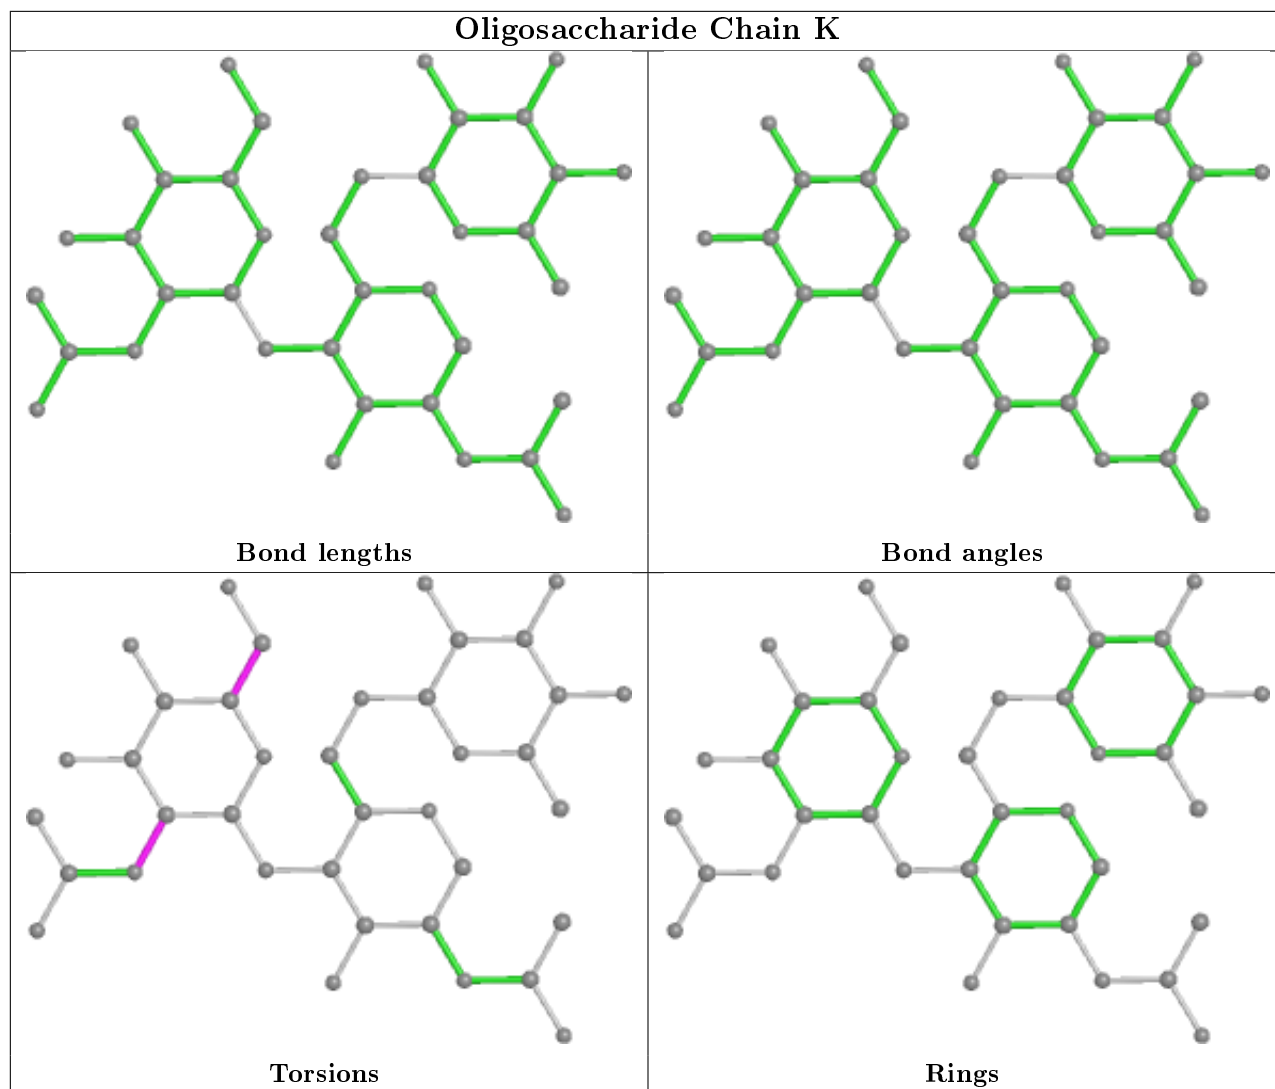 Oligosaccharide Chain K
Bond lengths
Bond angles
Torsions
Rings